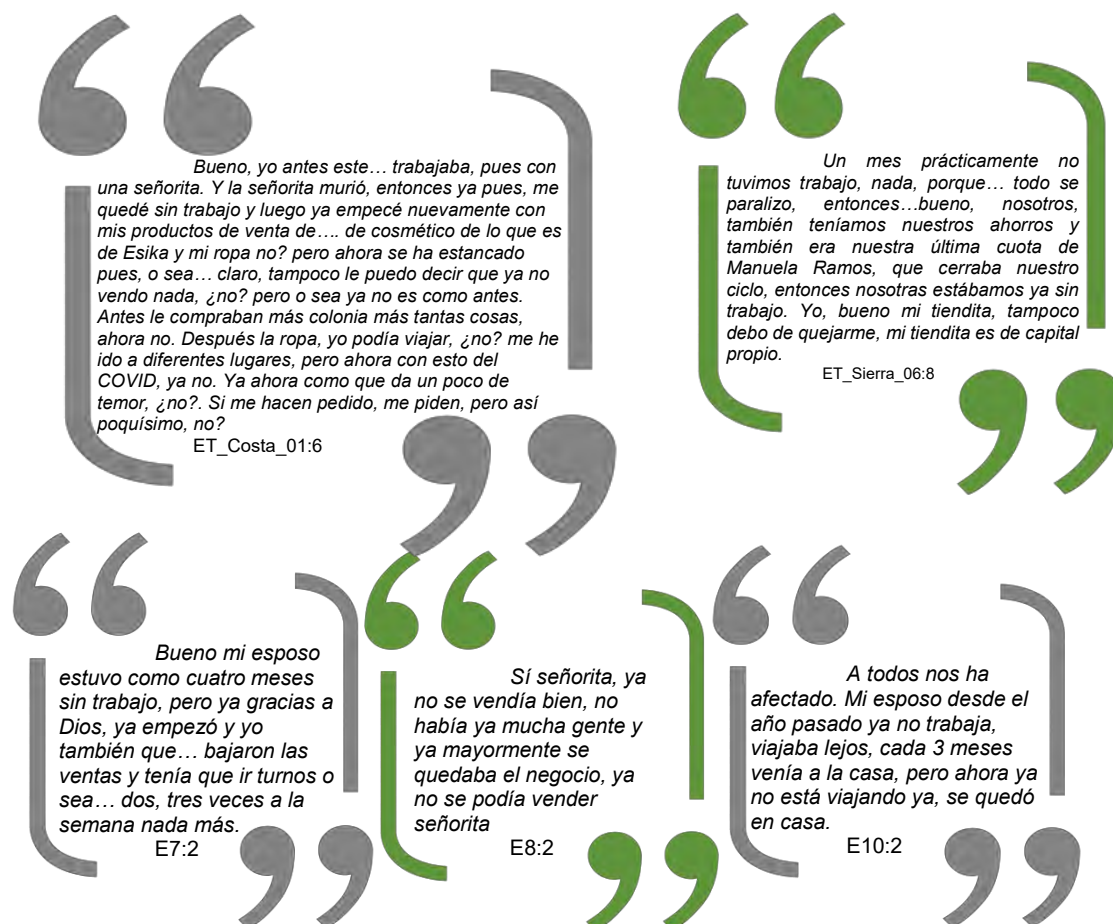 Bueno, yo antes este… trabajaba, pues con
una señorita. Y la señorita murió, entonces ya pues, me
quedé sin trabajo y luego ya empecé nuevamente con
mis productos de venta de…. de cosmético de lo que es
de Esika y mi ropa no? pero ahora se ha estancado
pues, o sea… claro, tampoco le puedo decir que ya no
vendo nada, ¿no? pero o sea ya no es como antes.
Antes le compraban más colonia más tantas cosas,
ahora no. Después la ropa, yo podía viajar, ¿no? me he
ido a diferentes lugares, pero ahora con esto del
COVID, ya no. Ya ahora como que da un poco de
temor, ¿no?. Si me hacen pedido, me piden, pero así
poquísimo, no?
ET_Costa_01:6
Un mes prácticamente no
tuvimos trabajo, nada, porque… todo se
paralizo, entonces…bueno, nosotros,
también teníamos nuestros ahorros y
también era nuestra última cuota de
Manuela Ramos, que cerraba nuestro
ciclo, entonces nosotras estábamos ya sin
trabajo. Yo, bueno mi tiendita, tampoco
debo de quejarme, mi tiendita es de capital
propio.
ET_Sierra_06:8
Bueno mi esposo
estuvo como cuatro meses
sin trabajo, pero ya gracias a
Dios, ya empezó y yo
también que… bajaron las
ventas y tenía que ir turnos o
sea… dos, tres veces a la
semana nada más.
E7:2
Sí señorita, ya
no se vendía bien, no
había ya mucha gente y
ya mayormente se
quedaba el negocio, ya
no se podía vender
señorita
E8:2
A todos nos ha
afectado. Mi esposo desde el
año pasado ya no trabaja,
viajaba lejos, cada 3 meses
venía a la casa, pero ahora ya
no está viajando ya, se quedó
en casa.
E10:2